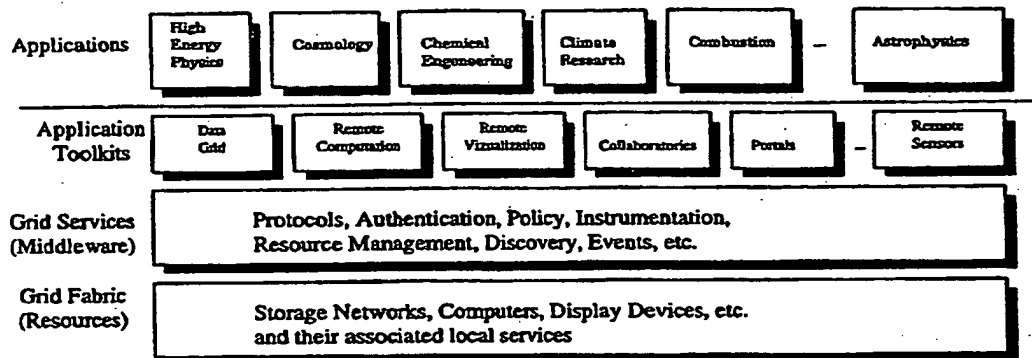 Applications
High
Energy
Physics
Cosmology
Chemical
Engeneering
Climate
Research
Combustion
–
Astrophysics
Application
Toolkits
Data
Grid
Remote
Computation
Remote
Vizualization
Collaboratories
Portals
–
Remote
Sensors
Grid Services
(Middleware)
Protocols, Authentication, Policy, Instrumentation,
Resource Management, Discovery, Events, etc.
Grid Fabric
(Resources)
Storage Networks, Computers, Display Devices, etc.
and their associated local services